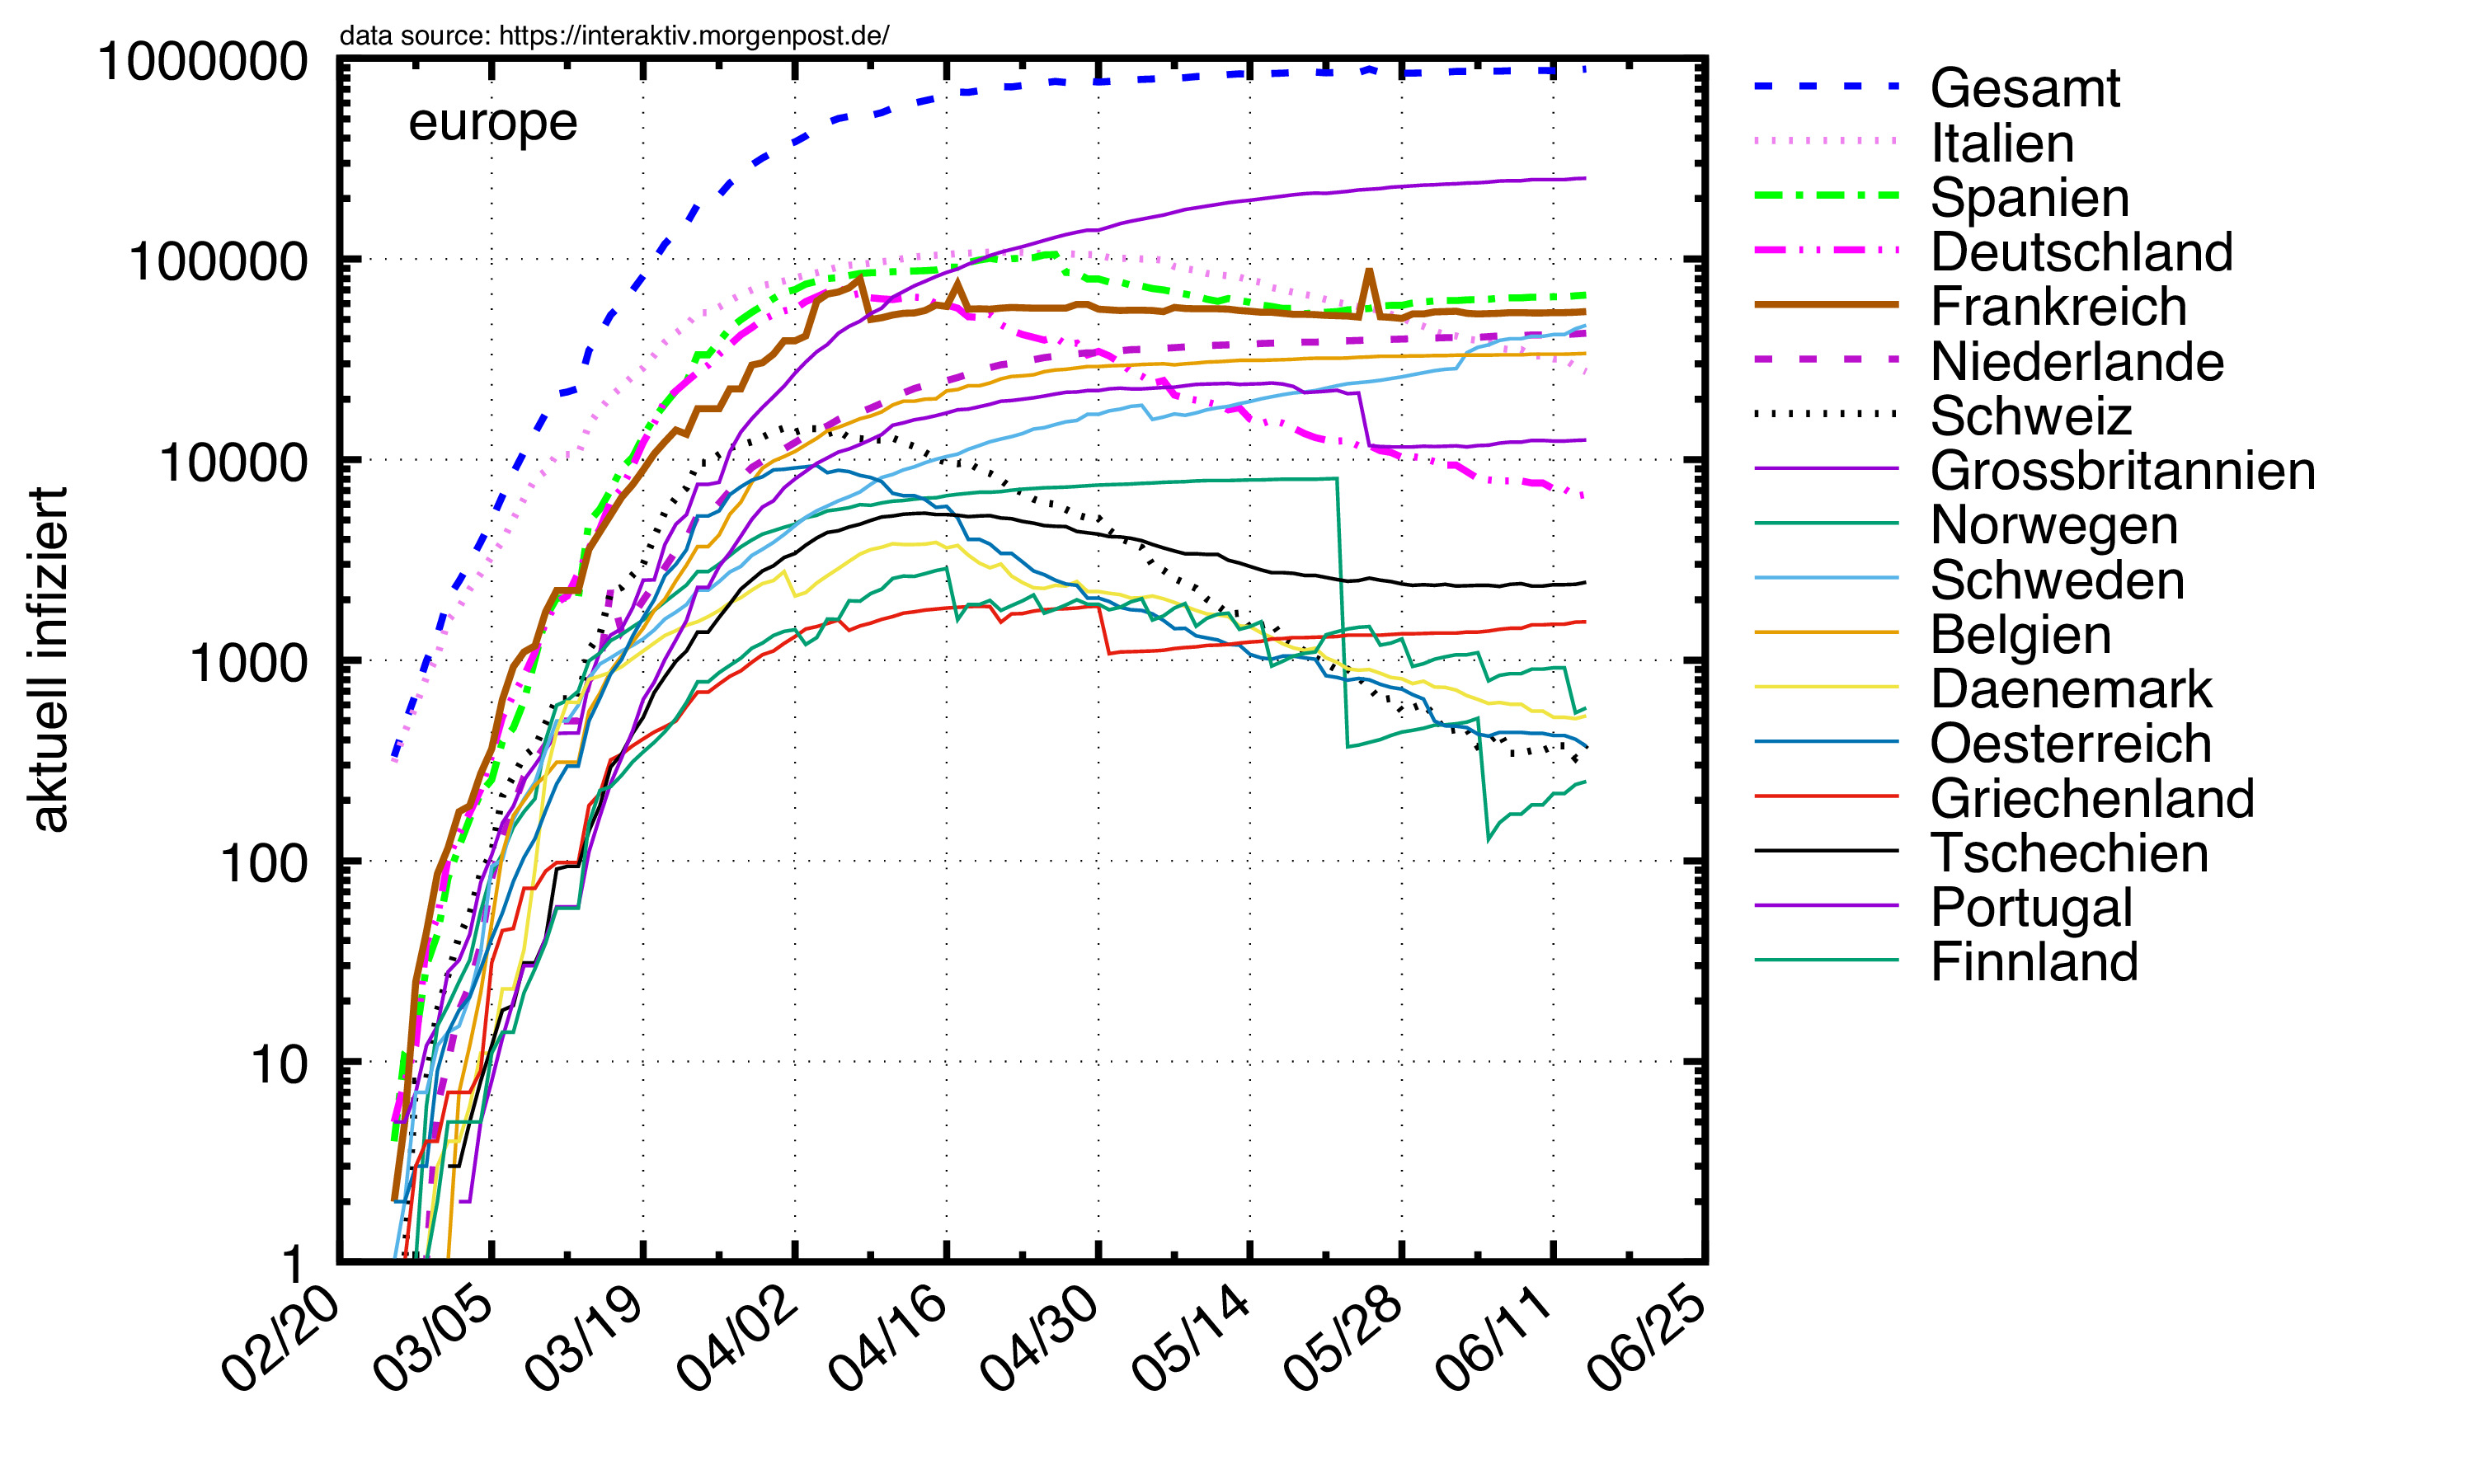 data source: https://interaktiv.morgenpost.de/
europe
aktuell infiziert
1000000
100000
10000
1000
100
10
1
02/20
03/05
03/19
04/02
04/16
04/30
05/14
05/28
06/11
06/25
Gesamt
Italien
Spanien
Deutschland
Frankreich
Niederlande
Schweiz
Grossbritannien
Norwegen
Schweden
Belgien
Daenemark
Oesterreich
Griechenland
Tschechien
Portugal
Finnland